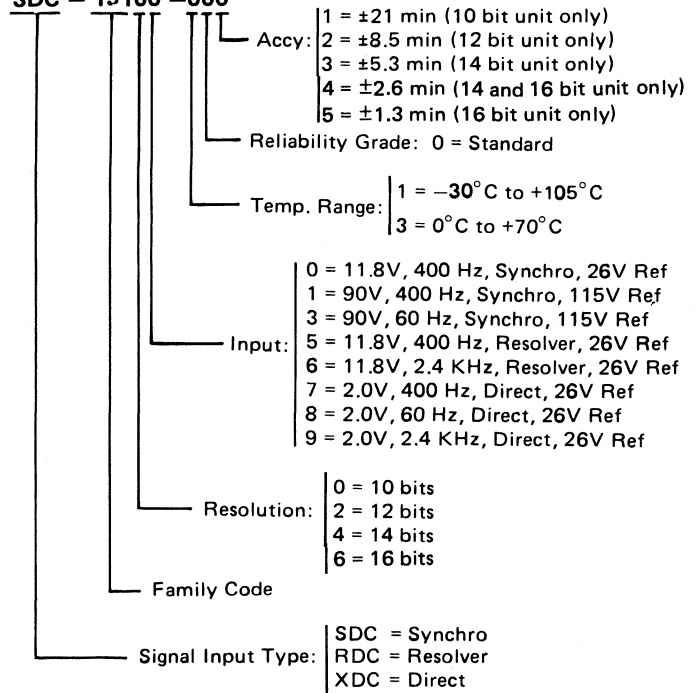 SDC – 19100 –000
Accy: 1 = ±21 min (10 bit unit only)
2 = ±8.5 min (12 bit unit only)
3 = ±5.3 min (14 bit unit only)
4 = ±2.6 min (14 and 16 bit unit only)
5 = ±1.3 min (16 bit unit only)
Reliability Grade: 0 = Standard
Temp. Range: 1 = –30°C to +105°C
3 = 0°C to +70°C
Input: 0 = 11.8V, 400 Hz, Synchro, 26V Ref
1 = 90V, 400 Hz, Synchro, 115V Ref
3 = 90V, 60 Hz, Synchro, 115V Ref
5 = 11.8V, 400 Hz, Resolver, 26V Ref
6 = 11.8V, 2.4 KHz, Resolver, 26V Ref
7 = 2.0V, 400 Hz, Direct, 26V Ref
8 = 2.0V, 60 Hz, Direct, 26V Ref
9 = 2.0V, 2.4 KHz, Direct, 26V Ref
Resolution: 0 = 10 bits
2 = 12 bits
4 = 14 bits
6 = 16 bits
Family Code
Signal Input Type: SDC = Synchro
RDC = Resolver
XDC = Direct